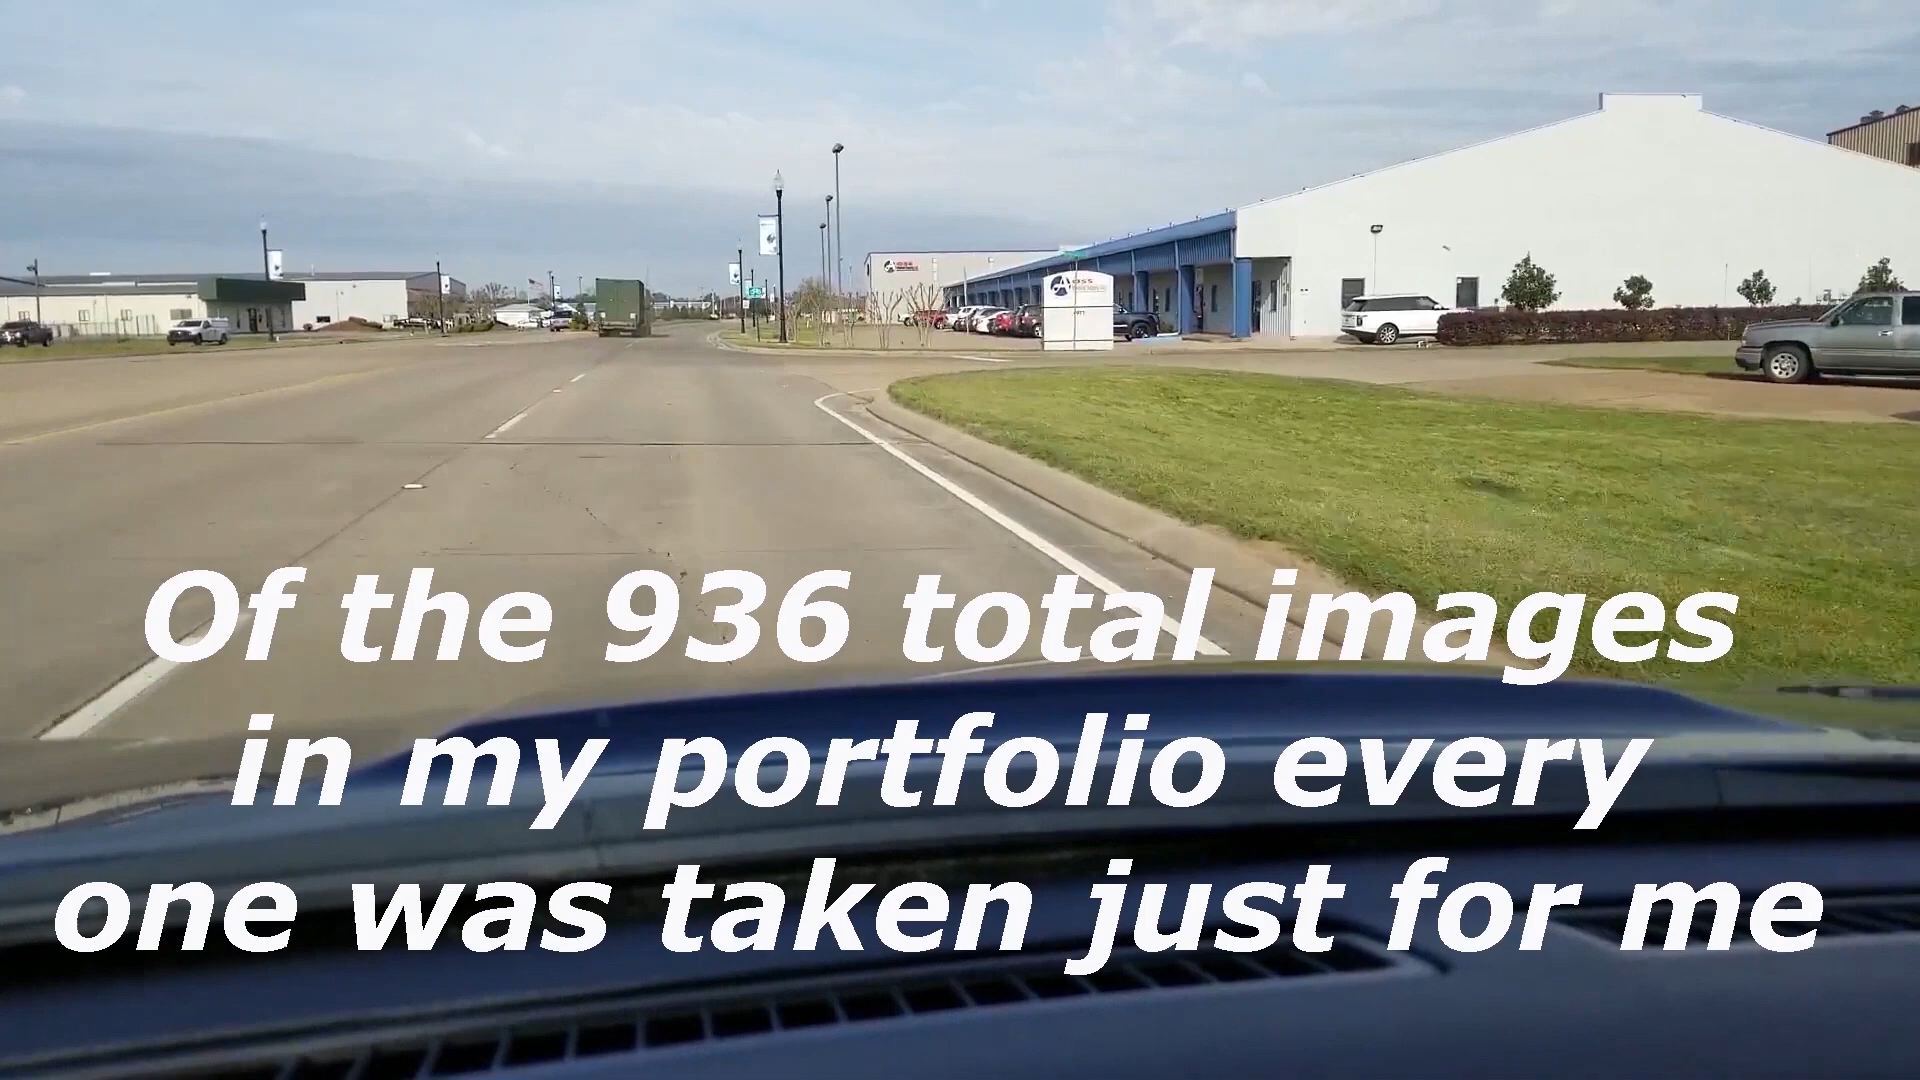 Of the 936 total images
in my portfolio every
one was taken just for me